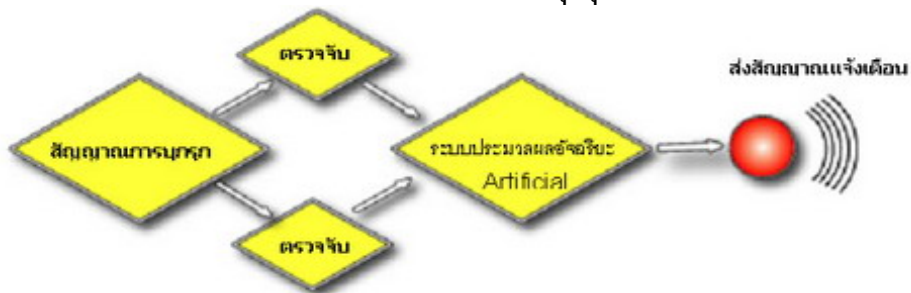 ตรวจจับ
ส่งสัญญาณแจ้งเตือน
สัญญาณการบุกรุก
ระบบประมวลผลอัจฉริยะ
Artificial
ตรวจจับ